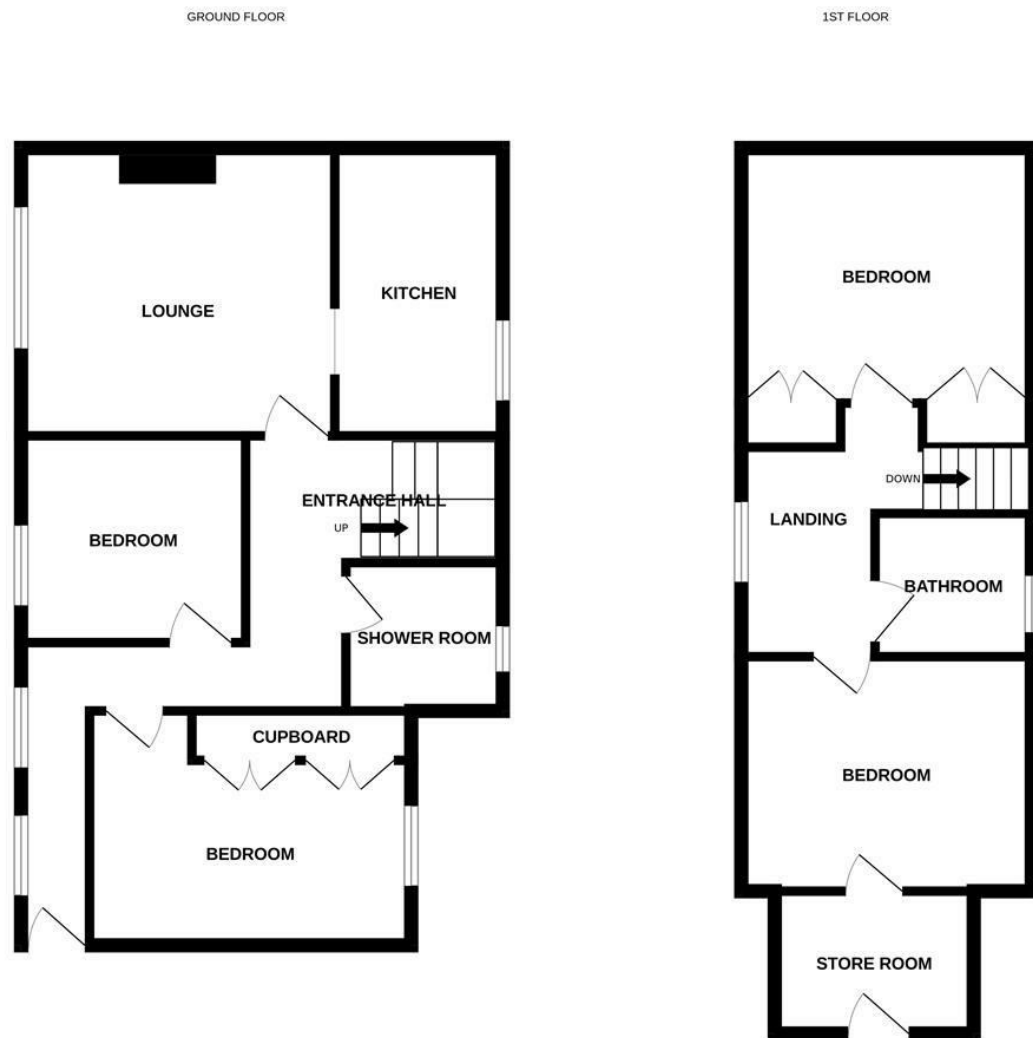 GROUND FLOOR
LOUNGE
KITCHEN
ENTRANCE HALL
UP
BEDROOM
SHOWER ROOM
CUPBOARD
BEDROOM
1ST FLOOR
BEDROOM
DOWN
LANDING
BATHROOM
BEDROOM
STORE ROOM